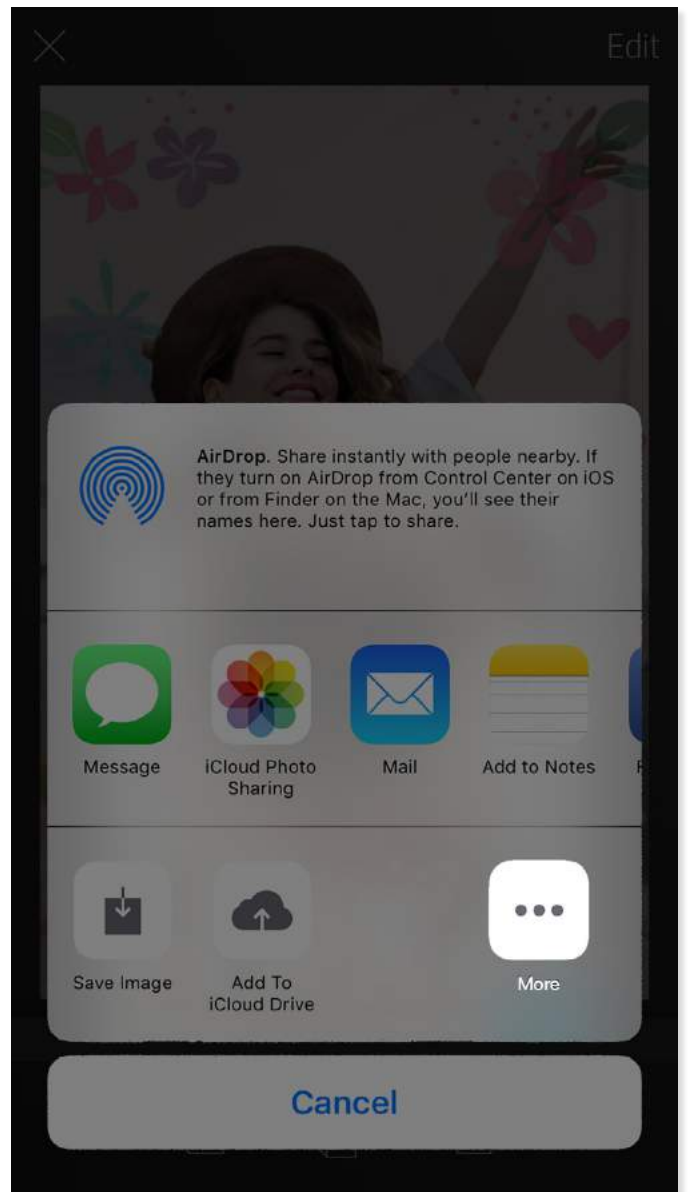 Edit
AirDrop. Share instantly with people nearby. If
they turn on AirDrop from Control Center on iOS
or from Finder on the Mac, you'll see their
names here. Just tap to share.
Message
iCloud Photo
Sharing
Mail
Add to Notes
Save Image
Add To
iCloud Drive
More
Cancel